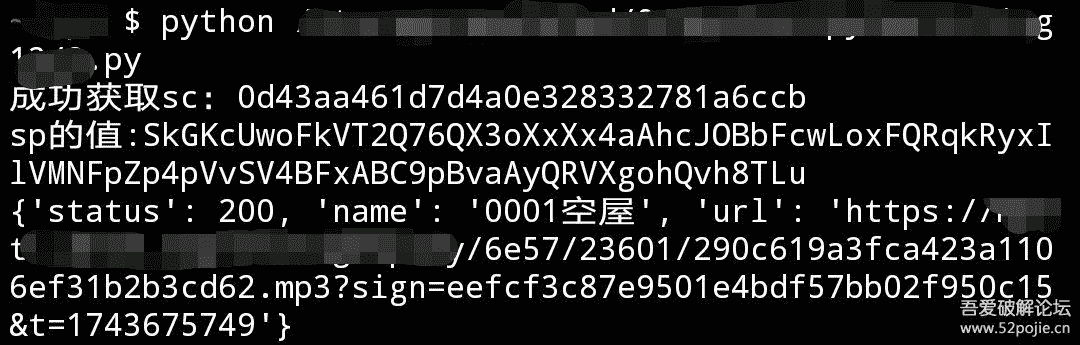 ~ $ python /
.py
成功获取sc: 0d43aa461d7d4a0e328332781a6ccb
sp的值:SkGKcUwoFkVT2Q76QX3oXxXx4aAhcJOBbFcwLoxFQRqkRyxI
lVMNFpZp4pVvSV4BFxABC9pBvaAyQRVXgohQvh8TLu
{'status': 200, 'name': '0001空屋', 'url': 'https://
t y/6e57/23601/290c619a3fca423a110
6ef31b2b3cd62.mp3?sign=eefcf3c87e9501e4bdf57bb02f950c15
&t=1743675749'}
吾爱破解论坛
www.52pojie.cn